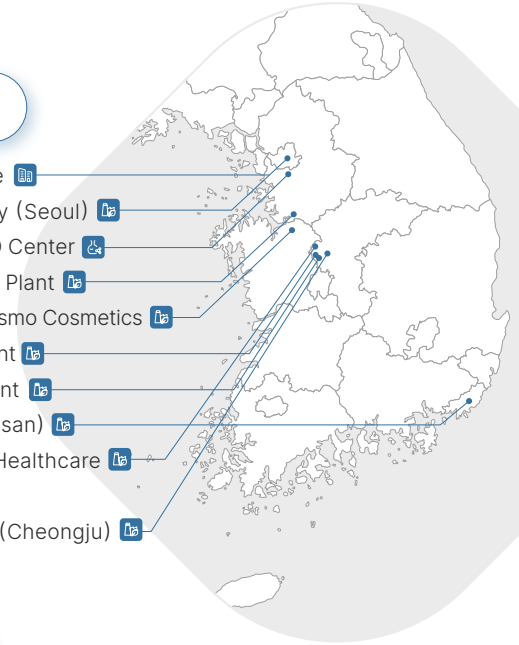 e
y (Seoul)
Center
Plant
smo Cosmetics
nt
nt
san)
Healthcare
(Cheongju)